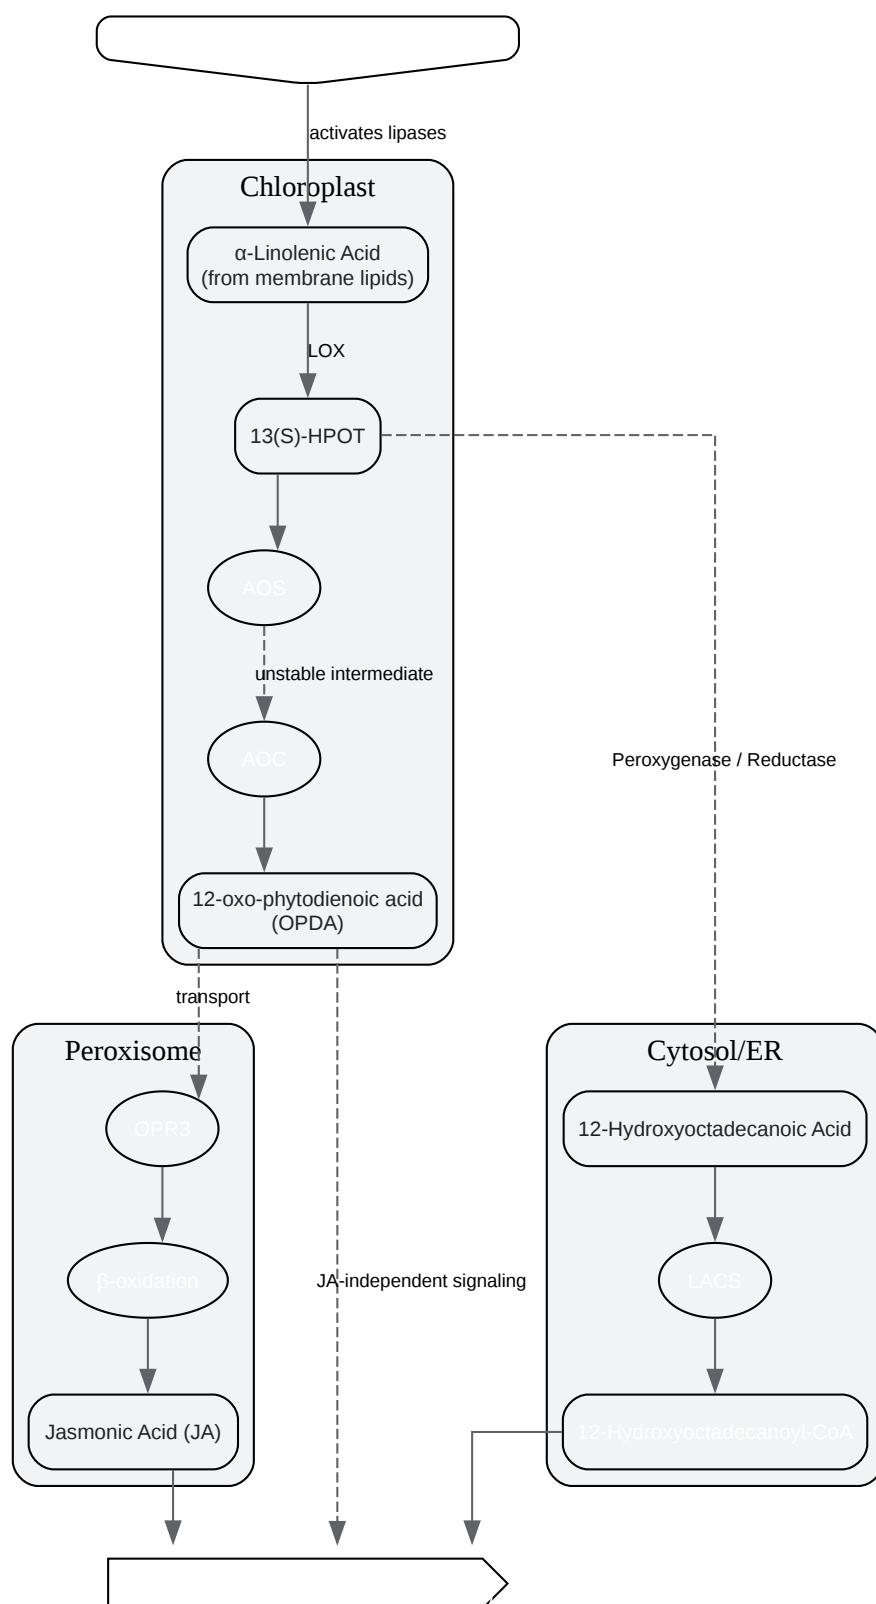 activates lipases
Chloroplast
α-Linolenic Acid
(from membrane lipids)
LOX
13(S)-HPOT
AOS
unstable intermediate
AOC
Peroxygenase / Reductase
12-oxo-phytodienoic acid
(OPDA)
transport
Peroxisome
Cytosol/ER
OPR3
12-Hydroxyoctadecanoic Acid
β-oxidation
JA-independent signaling
LACS
Jasmonic Acid (JA)
12-Hydroxyoctadecanoyl-CoA